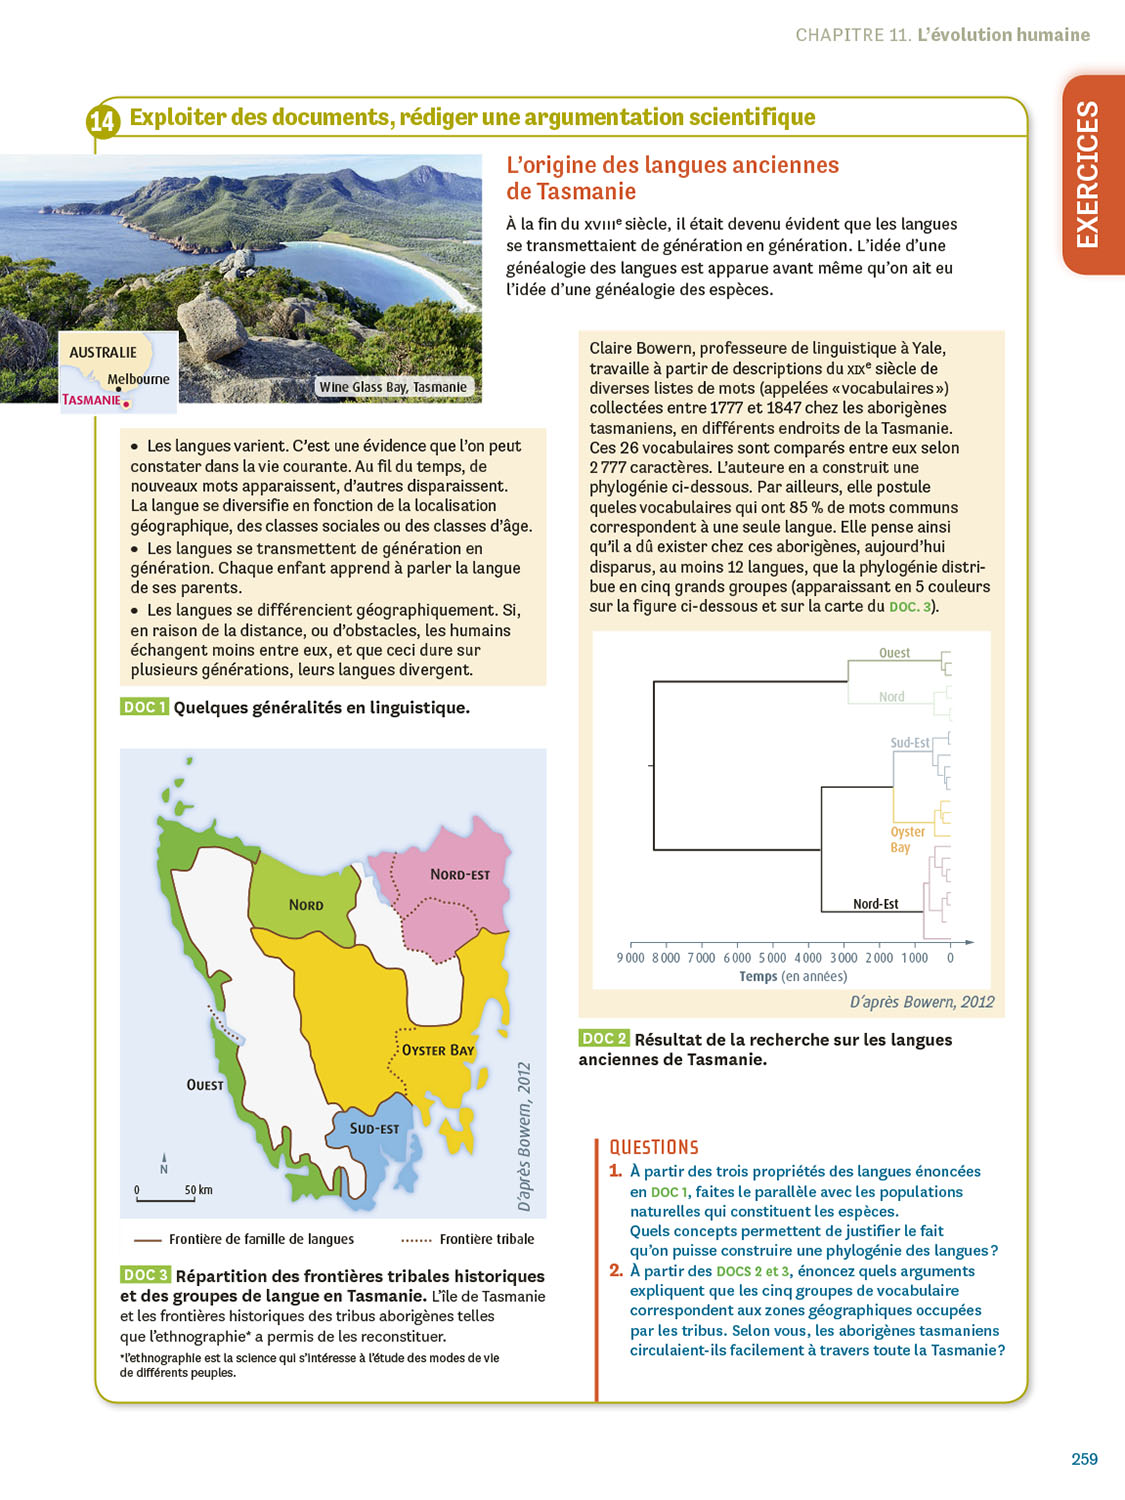 CHAPITRE 11. L'évolution humaine
EXERCICES
14 Exploiter des documents, rédiger une argumentation scientifique
L'origine des langues anciennes
de Tasmanie
À la fin du XVIIIe siècle, il était devenu évident que les langues
se transmettaient de génération en génération. L'idée d'une
généalogie des langues est apparue avant même qu'on ait eu
l'idée d'une généalogie des espèces.
AUSTRALIE
Melbourne
TASMANIE
Wine Glass Bay, Tasmanie
• Les langues varient. C'est une évidence que l'on peut
constater dans la vie courante. Au fil du temps, de
nouveaux mots apparaissent, d'autres disparaissent.
La langue se diversifie en fonction de la localisation
géographique, des classes sociales ou des classes d'âge.
• Les langues se transmettent de génération en
génération. Chaque enfant apprend à parler la langue
de ses parents.
• Les langues se différencient géographiquement. Si,
en raison de la distance, ou d'obstacles, les humains
échangent moins entre eux, et que ceci dure sur
plusieurs générations, leurs langues divergent.
DOC 1 Quelques généralités en linguistique.
NORD-EST
NORD
OYSTER BAY
OUEST
SUD-EST
N
0 50 km
D'après Bowern, 2012
Frontière de famille de langues
Frontière tribale
DOC 3 Répartition des frontières tribales historiques
et des groupes de langue en Tasmanie. L'île de Tasmanie
et les frontières historiques des tribus aborigènes telles
que l'ethnographie* a permis de les reconstituer.
*l'ethnographie est la science qui s'intéresse à l'étude des modes de vie
de différents peuples.
Claire Bowern, professeure de linguistique à Yale,
travaille à partir de descriptions du XIXe siècle de
diverses listes de mots (appelées « vocabulaires »)
collectées entre 1777 et 1847 chez les aborigènes
tasmaniens, en différents endroits de la Tasmanie.
Ces 26 vocabulaires sont comparés entre eux selon
2 777 caractères. L'auteure en a construit une
phylogénie ci-dessous. Par ailleurs, elle postule
queles vocabulaires qui ont 85 % de mots communs
correspondent à une seule langue. Elle pense ainsi
qu'il a dû exister chez ces aborigènes, aujourd'hui
disparus, au moins 12 langues, que la phylogénie distri-
bue en cinq grands groupes (apparaissant en 5 couleurs
sur la figure ci-dessous et sur la carte du DOC. 3).
Ouest
Nord
Sud-Est
Oyster
Bay
Nord-Est
9 000 8 000 7 000 6 000 5 000 4 000 3 000 2 000 1 000 0
Temps (en années)
D'après Bowern, 2012
DOC 2 Résultat de la recherche sur les langues
anciennes de Tasmanie.
QUESTIONS
1. À partir des trois propriétés des langues énoncées
en DOC 1, faites le parallèle avec les populations
naturelles qui constituent les espèces.
Quels concepts permettent de justifier le fait
qu'on puisse construire une phylogénie des langues ?
2. À partir des DOCS 2 et 3, énoncez quels arguments
expliquent que les cinq groupes de vocabulaire
correspondent aux zones géographiques occupées
par les tribus. Selon vous, les aborigènes tasmaniens
circulaient-ils facilement à travers toute la Tasmanie ?
259